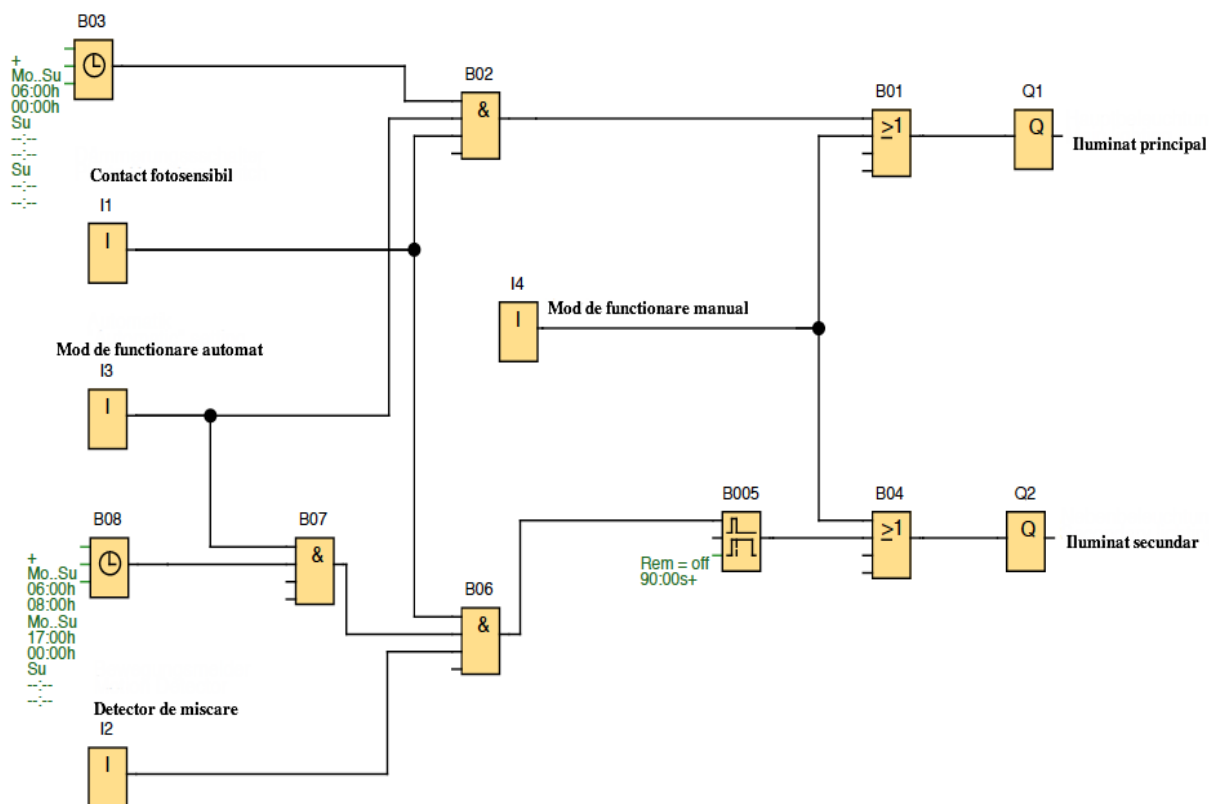 B03
+
Mo..Su
06:00h
00:00h
Su
--:--
--:--
Su
--:--
--:--
B02
&
B01
≥1
Q1
Q
Iluminat principal
Contact fotosensibil
I1
I
I4
I
Mod de functionare manual
Mod de functionare automat
I3
I
B08
+
Mo..Su
06:00h
08:00h
Mo..Su
17:00h
00:00h
Su
--:--
--:--
B07
&
B06
&
B005
Rem = off
90:00s+
B04
≥1
Q2
Q
Iluminat secundar
Detector de miscare
I2
I